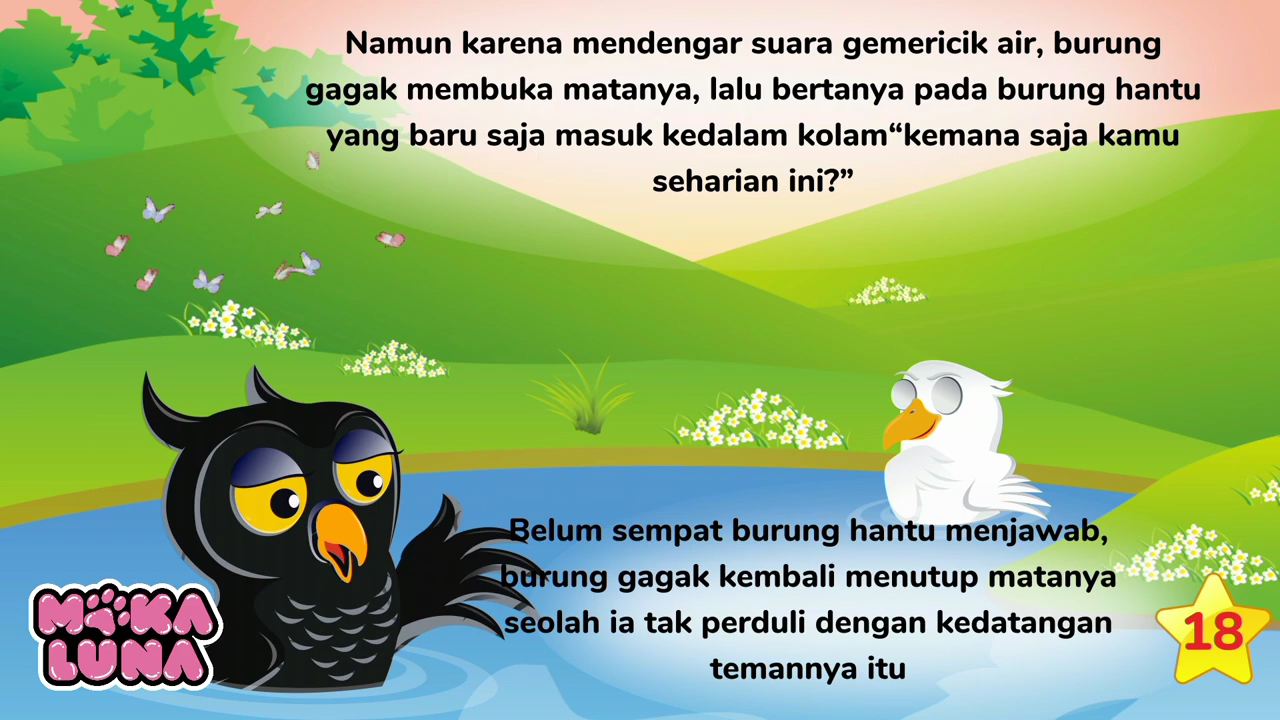 Namun karena mendengar suara gemericik air, burung
gagak membuka matanya, lalu bertanya pada burung hantu
yang baru saja masuk kedalam kolam“kemana saja kamu
seharian ini?”
Belum sempat burung hantu menjawab,
burung gagak kembali menutup matanya
seolah ia tak perduli dengan kedatangan
temannya itu
MOKA
LUNA
18